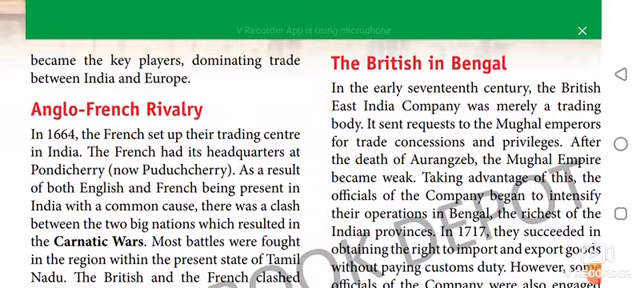 V Recorder App is using microphone
became the key players, dominating trade
between India and Europe.
Anglo-French Rivalry
In 1664, the French set up their trading centre
in India. The French had its headquarters at
Pondicherry (now Puduchcherry). As a result
of both English and French being present in
India with a common cause, there was a clash
between the two big nations which resulted in
the Carnatic Wars. Most battles were fought
in the region within the present state of Tamil
Nadu. The British and the French clashed
The British in Bengal
In the early seventeenth century, the British
East India Company was merely a trading
body. It sent requests to the Mughal emperors
for trade concessions and privileges. After
the death of Aurangzeb, the Mughal Empire
became weak. Taking advantage of this, the
officials of the Company began to intensify
their operations in Bengal, the richest of the
Indian provinces. In 1717, they succeeded in
obtaining the right to import and export goods
without paying customs duty. However, some
officials of the Company were also engaged
BOOK DEPOT